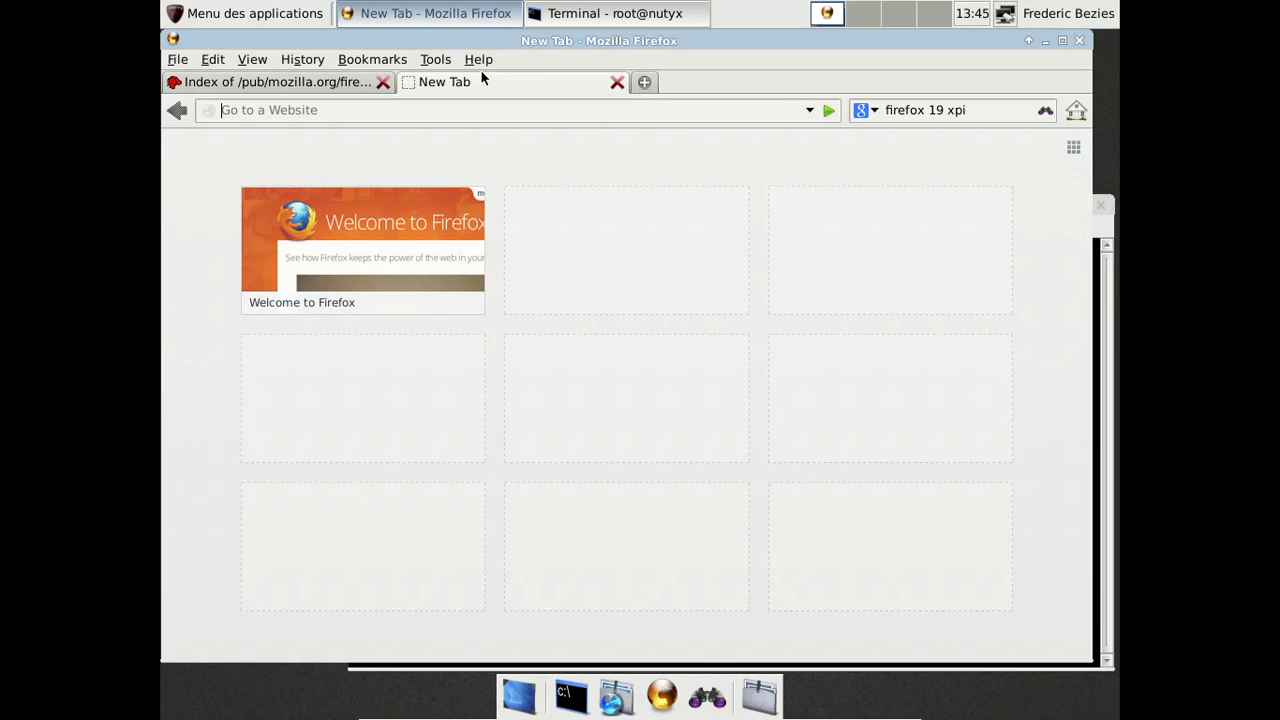 Menu des applications
New Tab - Mozilla Firefox
Terminal - root@nutyx
13:45
Frederic Bezies
New Tab - Mozilla Firefox
File Edit View History Bookmarks Tools Help
Index of /pub/mozilla.org/fire...
New Tab
Go to a Website
8
firefox 19 xpi
m
Welcome to Firefox
See how Firefox keeps the power of the web in your
Welcome to Firefox
C:\